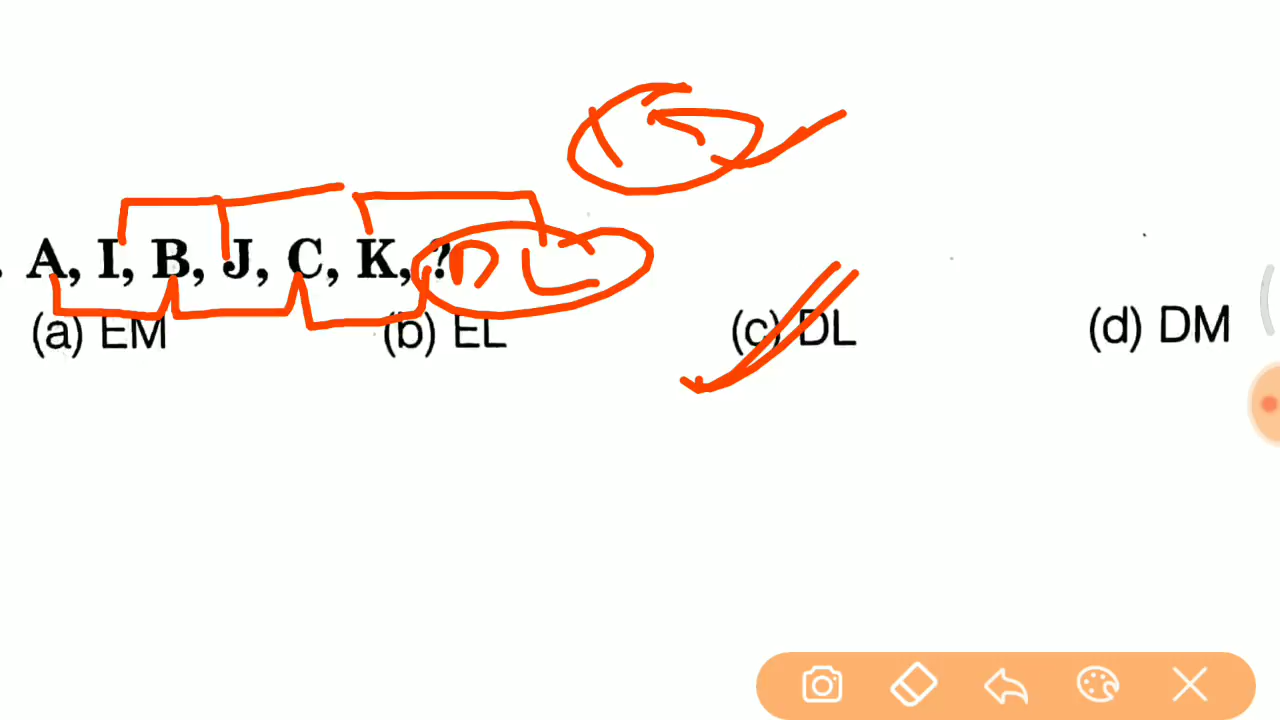 . A, I, B, J, C, K, ? D L
(a) EM (b) EL (c) DL (d) DM